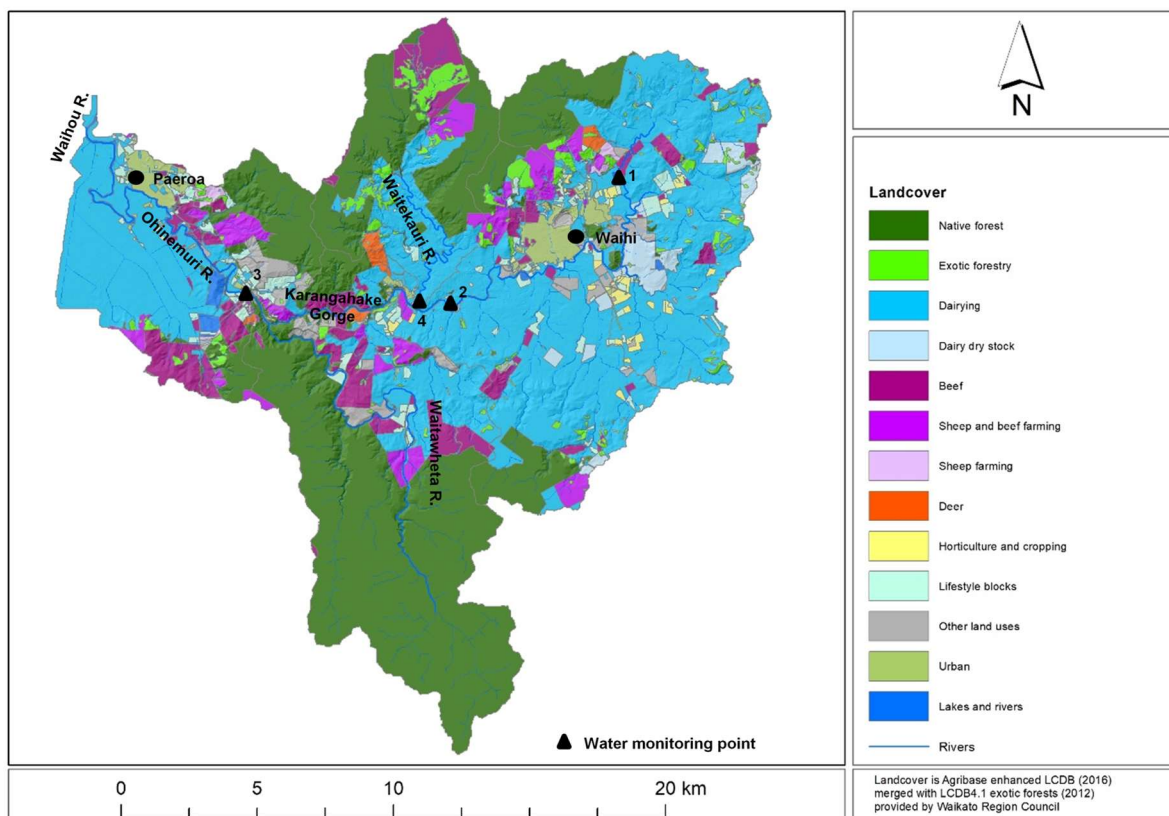 Waihou R.
Paeroa
Ohinemuri R.
3
Karangahake
Gorge
Waitekauri R.
4
2
1
Waihi
Waitawheta R.
Water monitoring point
N
Landcover
Native forest
Exotic forestry
Dairying
Dairy dry stock
Beef
Sheep and beef farming
Sheep farming
Deer
Horticulture and cropping
Lifestyle blocks
Other land uses
Urban
Lakes and rivers
Rivers
0 5 10 20 km
Landcover is Agribase enhanced LCDB (2016)
merged with LCDB4.1 exotic forests (2012)
provided by Waikato Region Council